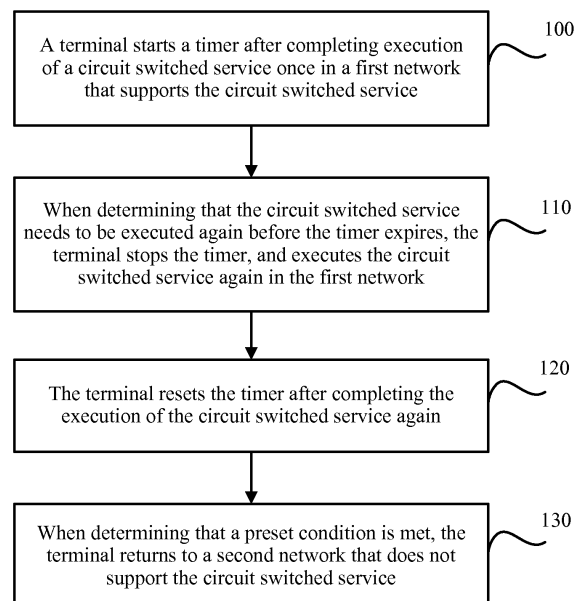 100
A terminal starts a timer after completing execution
of a circuit switched service once in a first network
that supports the circuit switched service
110
When determining that the circuit switched service
needs to be executed again before the timer expires, the
terminal stops the timer, and executes the circuit
switched service again in the first network
120
The terminal resets the timer after completing the
execution of the circuit switched service again
130
When determining that a preset condition is met, the
terminal returns to a second network that does not
support the circuit switched service